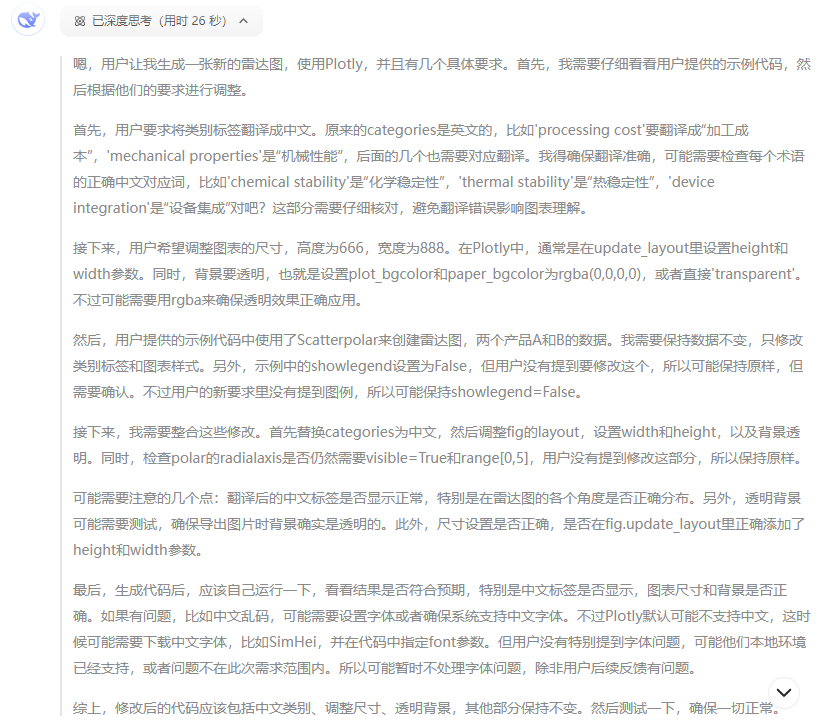 已深度思考（用时 26 秒）
嗯，用户让我生成一张新的雷达图，使用Plotly，并且有几个具体要求。首先，我需要仔细看看用户提供的示例代码，然
后根据他们的要求进行调整。
首先，用户要求将类别标签翻译成中文。原来的categories是英文的，比如'processing cost'要翻译成“加工成
本”，'mechanical properties'是“机械性能”，后面的几个也需要对应翻译。我得确保翻译准确，可能需要检查每个术语
的正确中文对应词，比如'chemical stability'是“化学稳定性”，'thermal stability'是“热稳定性”，'device
integration'是“设备集成”对吧？这部分需要仔细核对，避免翻译错误影响图表理解。
接下来，用户希望调整图表的尺寸，高度为666，宽度为888。在Plotly中，通常是在update_layout里设置height和
width参数。同时，背景要透明，也就是设置plot_bgcolor和paper_bgcolor为rgba(0,0,0,0)，或者直接'transparent'。
不过可能需要用rgba来确保透明效果正确应用。
然后，用户提供的示例代码中使用了Scatterpolar来创建雷达图，两个产品A和B的数据。我需要保持数据不变，只修改
类别标签和图表样式。另外，示例中的showlegend设置为False，但用户没有提到要修改这个，所以可能保持原样，但
需要确认。不过用户的新要求里没有提到图例，所以可能保持showlegend=False。
接下来，我需要整合这些修改。首先替换categories为中文，然后调整fig的layout，设置width和height，以及背景透
明。同时，检查polar的radialaxis是否仍然需要visible=True和range[0,5]，用户没有提到修改这部分，所以保持原样。
可能需要注意的几个点：翻译后的中文标签是否显示正常，特别是在雷达图的各个角度是否正确分布。另外，透明背景
可能需要测试，确保导出图片时背景确实是透明的。此外，尺寸设置是否正确，是否在fig.update_layout里正确添加了
height和width参数。
最后，生成代码后，应该自己运行一下，看看结果是否符合预期，特别是中文标签是否显示，图表尺寸和背景是否正
确。如果有问题，比如中文乱码，可能需要设置字体或者确保系统支持中文字体。不过Plotly默认可能不支持中文，这时
候可能需要下载中文字体，比如SimHei，并在代码中指定font参数。但用户没有特别提到字体问题，可能他们本地环境
已经支持，或者问题不在此次需求范围内。所以可能暂时不处理字体问题，除非用户后续反馈有问题。
综上，修改后的代码应该包括中文类别、调整尺寸、透明背景，其他部分保持不变。然后测试一下，确保一切正常。